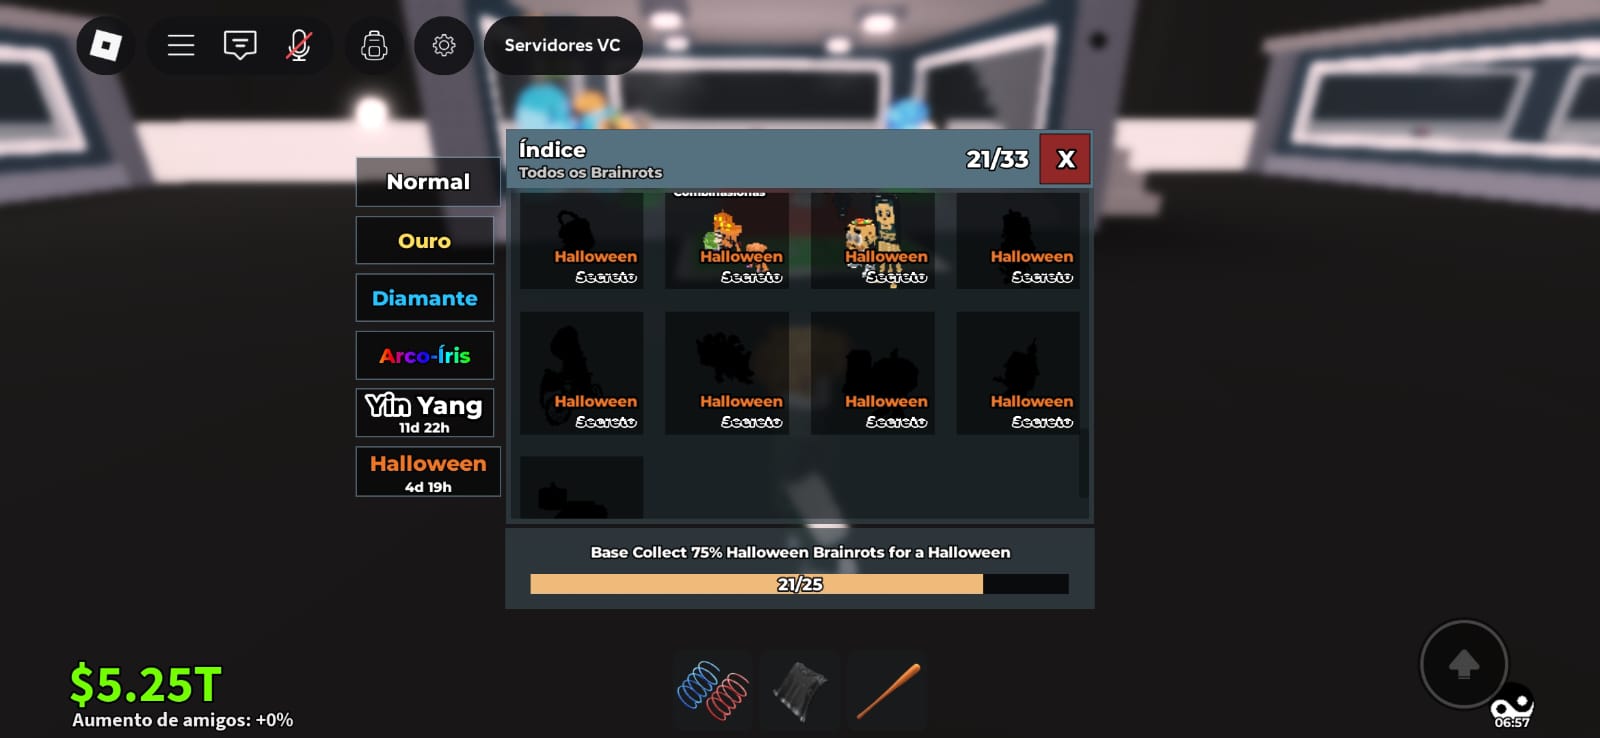 Servidores VC
Índice
Todos os Brainrots
21/33
X
Normal
Ouro
Diamante
Arco-Íris
Yin Yang
11d 22h
Halloween
4d 19h
Combinasionas
Halloween
Secreto
Halloween
Secreto
Halloween
Secreto
Halloween
Secreto
Halloween
Secreto
Halloween
Secreto
Halloween
Secreto
Halloween
Secreto
Base Collect 75% Halloween Brainrots for a Halloween
21/25
$5.25T
Aumento de amigos: +0%
06:57